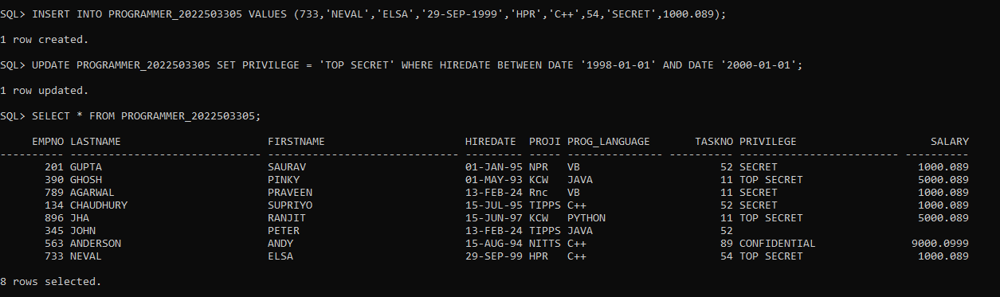 SQL> INSERT INTO PROGRAMMER_2022503305 VALUES (733,'NEVAL','ELSA','29-SEP-1999','HPR','C++',54,'SECRET',1000.089);
1 row created.
SQL> UPDATE PROGRAMMER_2022503305 SET PRIVILEGE = 'TOP SECRET' WHERE HIREDATE BETWEEN DATE '1998-01-01' AND DATE '2000-01-01';
1 row updated.
SQL> SELECT * FROM PROGRAMMER_2022503305;
     EMPNO LASTNAME                       FIRSTNAME                      HIREDATE  PROJI PROG_LANGUAGE       TASKNO PRIVILEGE                     SALARY
---------- ------------------------------ ------------------------------ --------- ----- --------------- ---------- ------------------------- ----------
       201 GUPTA                          SAURAV                         01-JAN-95 NPR   VB                      52 SECRET                      1000.089
       390 GHOSH                          PINKY                          01-MAY-93 KCW   JAVA                    11 TOP SECRET                  5000.089
       789 AGARWAL                        PRAVEEN                        13-FEB-24 Rnc   VB                      11 SECRET                      1000.089
       134 CHAUDHURY                      SUPRIYO                        15-JUL-95 TIPPS C++                     52 SECRET                      1000.089
       896 JHA                            RANJIT                         15-JUN-97 KCW   PYTHON                  11 TOP SECRET                  5000.089
       345 JOHN                           PETER                          13-FEB-24 TIPPS JAVA                    52
       563 ANDERSON                       ANDY                           15-AUG-94 NITTS C++                     89 CONFIDENTIAL               9000.0999
       733 NEVAL                          ELSA                           29-SEP-99 HPR   C++                     54 TOP SECRET                  1000.089
8 rows selected.